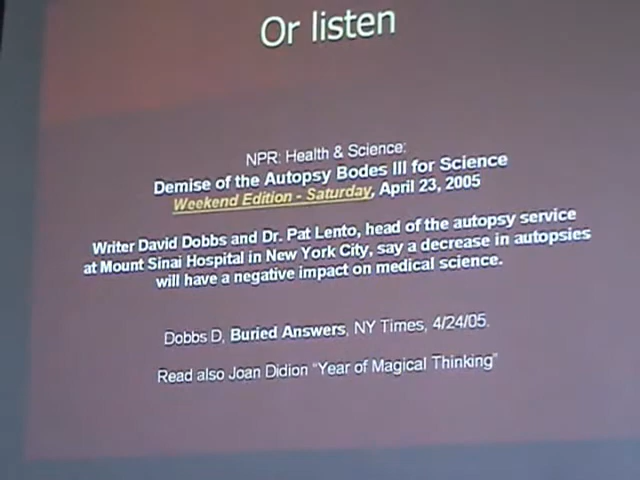 Or listen
NPR: Health & Science:
Demise of the Autopsy Bodes Ill for Science
Weekend Edition - Saturday, April 23, 2005
Writer David Dobbs and Dr. Pat Lento, head of the autopsy service
at Mount Sinai Hospital in New York City, say a decrease in autopsies
will have a negative impact on medical science.
Dobbs D, Buried Answers, NY Times, 4/24/05.
Read also Joan Didion "Year of Magical Thinking"